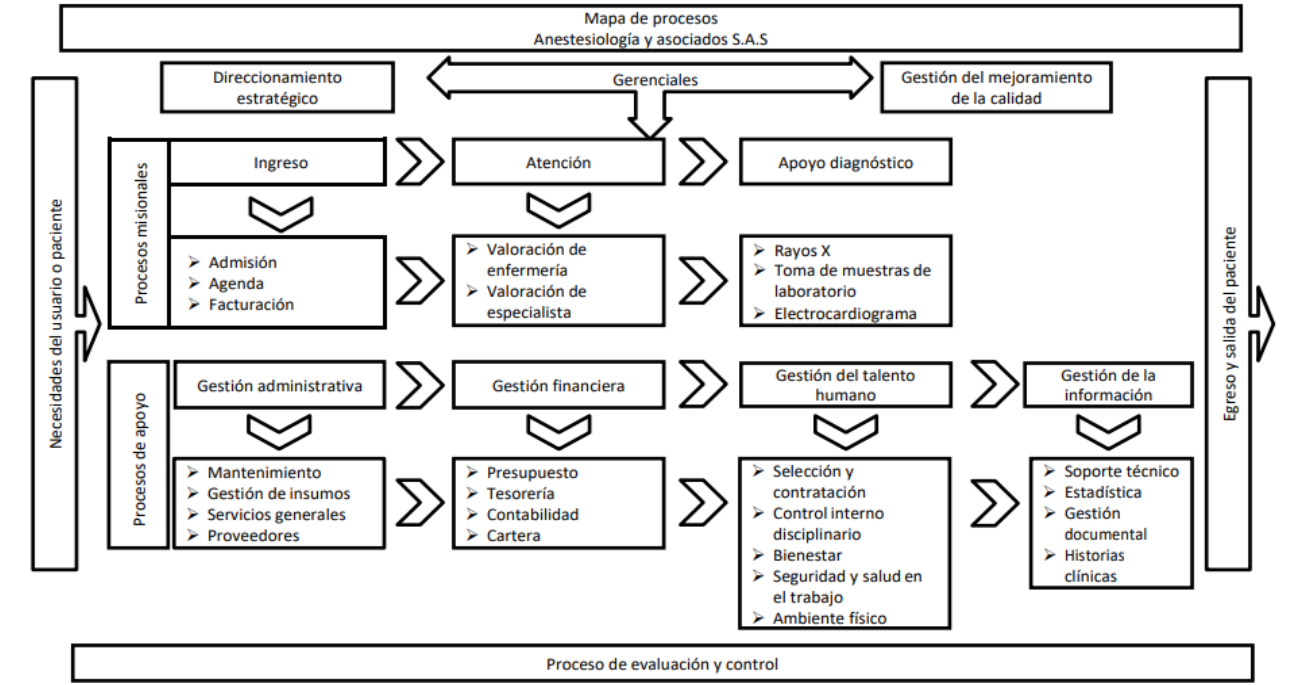 Mapa de procesos
Anestesiología y asociados S.A.S
Direccionamiento
estratégico
Gerenciales
Gestión del mejoramiento
de la calidad
Necesidades del usuario o paciente
Procesos misionales
Ingreso
Atención
Apoyo diagnóstico
➢ Admisión
➢ Agenda
➢ Facturación
➢ Valoración de
enfermería
➢ Valoración de
especialista
➢ Rayos X
➢ Toma de muestras de
laboratorio
➢ Electrocardiograma
Procesos de apoyo
Gestión administrativa
Gestión financiera
Gestión del talento
humano
Gestión de la
información
➢ Mantenimiento
➢ Gestión de insumos
➢ Servicios generales
➢ Proveedores
➢ Presupuesto
➢ Tesorería
➢ Contabilidad
➢ Cartera
➢ Selección y
contratación
➢ Control interno
disciplinario
➢ Bienestar
➢ Seguridad y salud en
el trabajo
➢ Ambiente físico
➢ Soporte técnico
➢ Estadística
➢ Gestión
documental
➢ Historias
clínicas
Egreso y salida del paciente
Proceso de evaluación y control